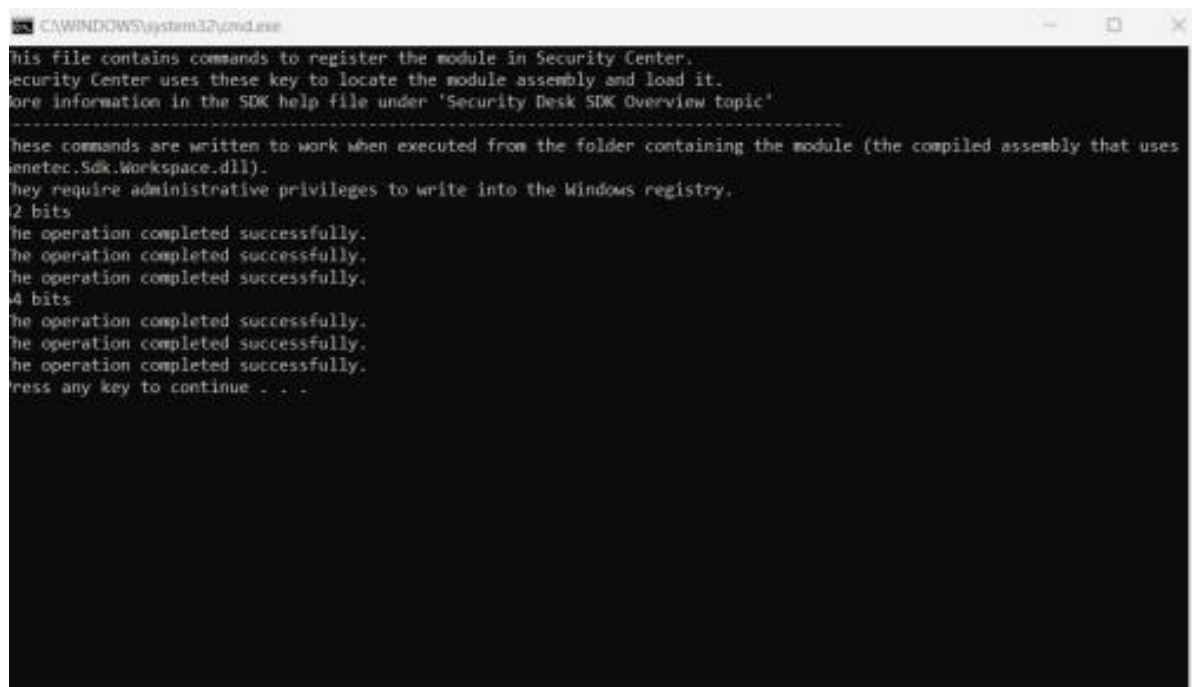 C:\WINDOWS\system32\cmd.exe
his file contains commands to register the module in Security Center.
ecurity Center uses these key to locate the module assembly and load it.
ore information in the SDK help file under 'Security Desk SDK Overview topic'
--------------------------------------------------------------------------------
hese commands are written to work when executed from the folder containing the module (the compiled assembly that uses
enetec.Sdk.Workspace.dll).
hey require administrative privileges to write into the Windows registry.
2 bits
he operation completed successfully.
he operation completed successfully.
he operation completed successfully.
4 bits
he operation completed successfully.
he operation completed successfully.
he operation completed successfully.
ress any key to continue . . .